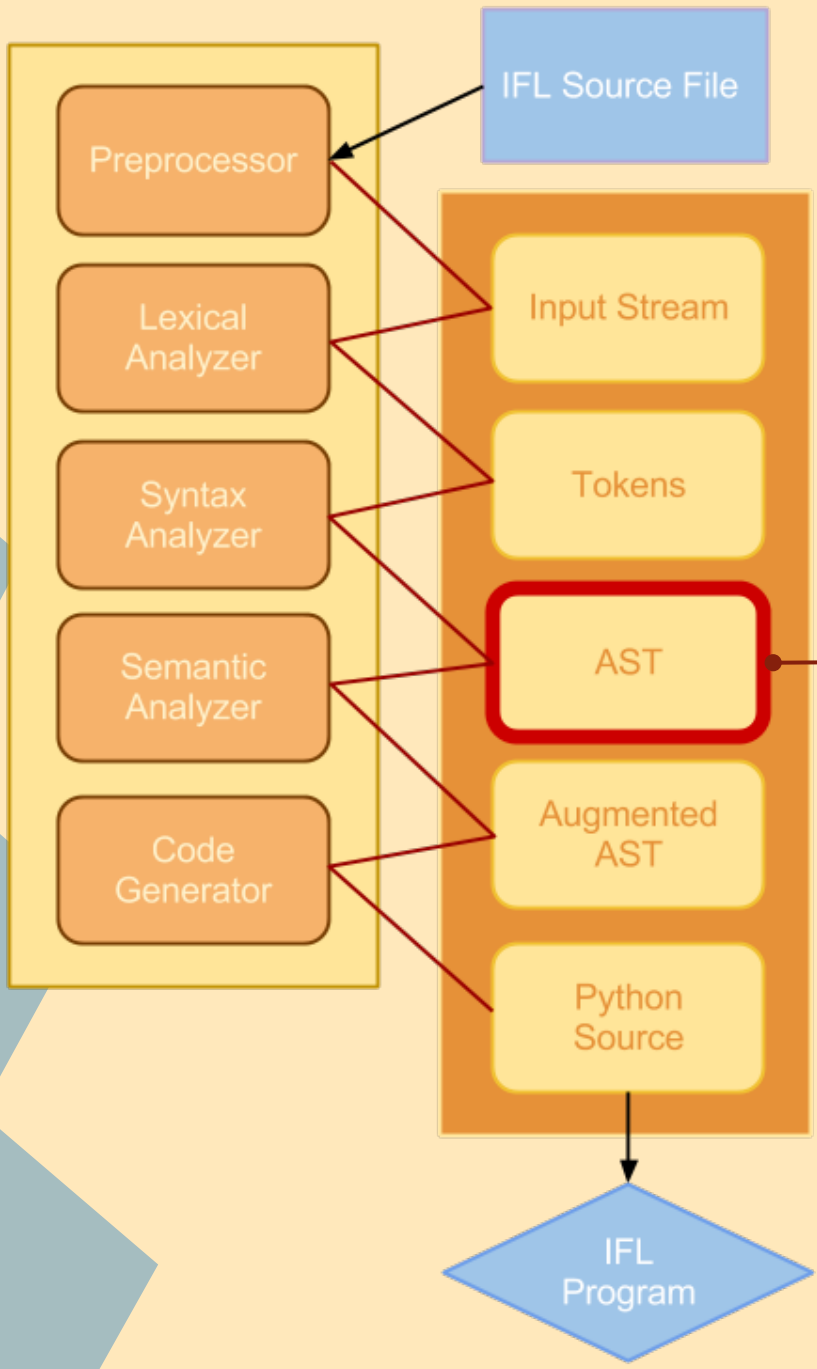 IFL Source File
Preprocessor
Input Stream
Lexical
Analyzer
Tokens
Syntax
Analyzer
AST
Semantic
Analyzer
Augmented
AST
Code
Generator
Python
Source
IFL
Program